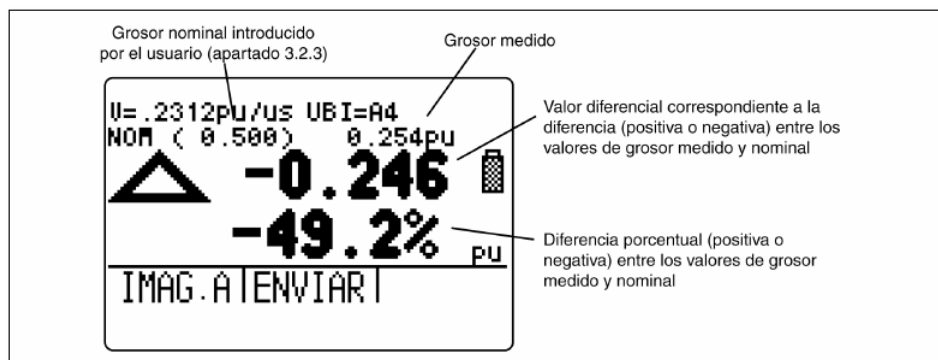 Grosor nominal introducido
por el usuario (apartado 3.2.3)
Grosor medido
V=.2312pu/us UBI=A4
NOM ( 0.500) 0.254pu
-0.246
-49.2%
pu
IMAG.A ENVIAR
Valor diferencial correspondiente a la
diferencia (positiva o negativa) entre los
valores de grosor medido y nominal
Diferencia porcentual (positiva o
negativa) entre los valores de grosor
medido y nominal